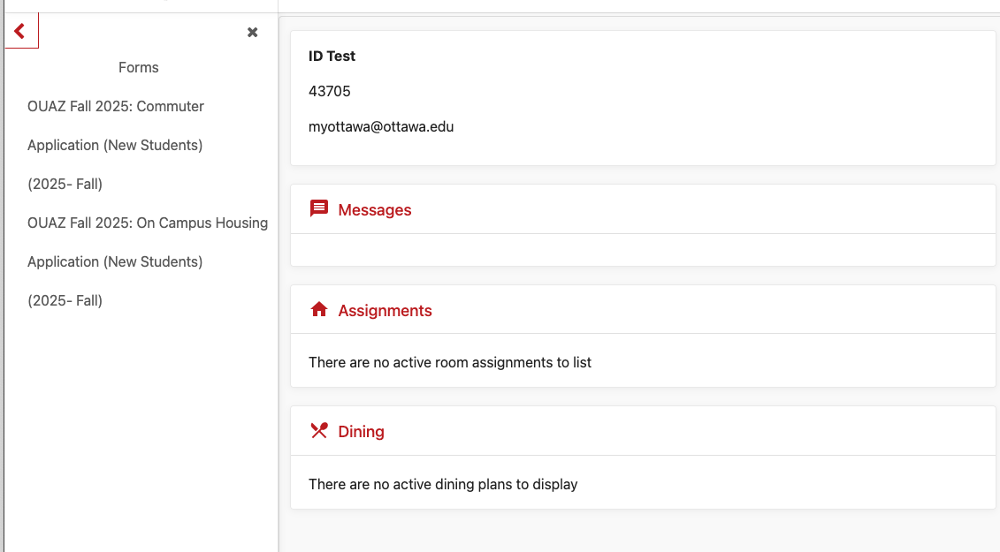 Forms
OUAZ Fall 2025: Commuter
Application (New Students)
(2025- Fall)
OUAZ Fall 2025: On Campus Housing
Application (New Students)
(2025- Fall)
ID Test
43705
myottawa@ottawa.edu
Messages
Assignments
There are no active room assignments to list
Dining
There are no active dining plans to display